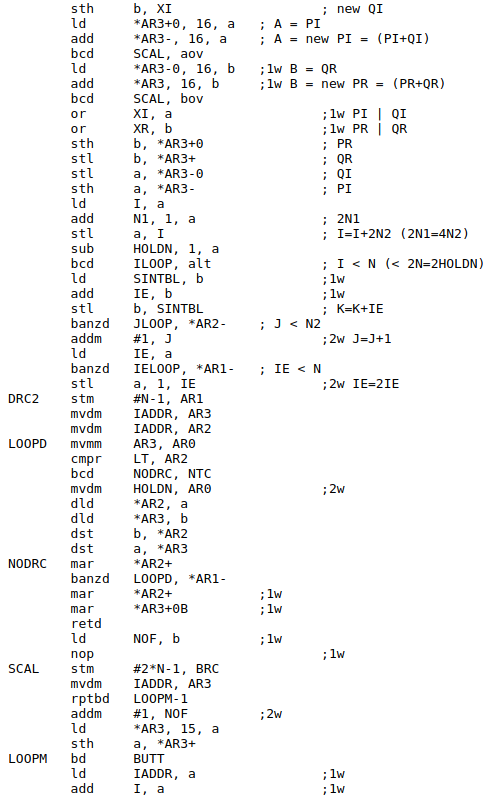 sth b, XI ; new QI
ld *AR3+0, 16, a ; A = PI
add *AR3-, 16, a ; A = new PI = (PI+QI)
bcd SCAL, aov
ld *AR3-0, 16, b ;1w B = QR
add *AR3, 16, b ;1w B = new PR = (PR+QR)
bcd SCAL, bov
or XI, a ;1w PI | QI
or XR, b ;1w PR | QR
sth b, *AR3+0 ; PR
stl b, *AR3+ ; QR
stl a, *AR3-0 ; QI
sth a, *AR3- ; PI
ld I, a
add N1, 1, a ; 2N1
stl a, I ; I=I+2N2 (2N1=4N2)
sub HOLDN, 1, a
bcd ILOOP, alt ; I < N (< 2N=2HOLDN)
ld SINTBL, b ;1w
add IE, b ;1w
stl b, SINTBL ; K=K+IE
banzd JLOOP, *AR2- ; J < N2
addm #1, J ;2w J=J+1
ld IE, a
banzd IELOOP, *AR1- ; IE < N
stl a, 1, IE ;2w IE=2IE
DRC2 stm #N-1, AR1
mvdm IADDR, AR3
mvdm IADDR, AR2
LOOPD mvmm AR3, AR0
cmpr LT, AR2
bcd NODRC, NTC
mvdm HOLDN, AR0 ;2w
dld *AR2, a
dld *AR3, b
dst b, *AR2
dst a, *AR3
NODRC mar *AR2+
banzd LOOPD, *AR1-
mar *AR2+ ;1w
mar *AR3+0B ;1w
retd
ld NOF, b ;1w
nop ;1w
SCAL stm #2*N-1, BRC
mvdm IADDR, AR3
rptbd LOOPM-1
addm #1, NOF ;2w
ld *AR3, 15, a
sth a, *AR3+
LOOPM bd BUTT
ld IADDR, a ;1w
add I, a ;1w